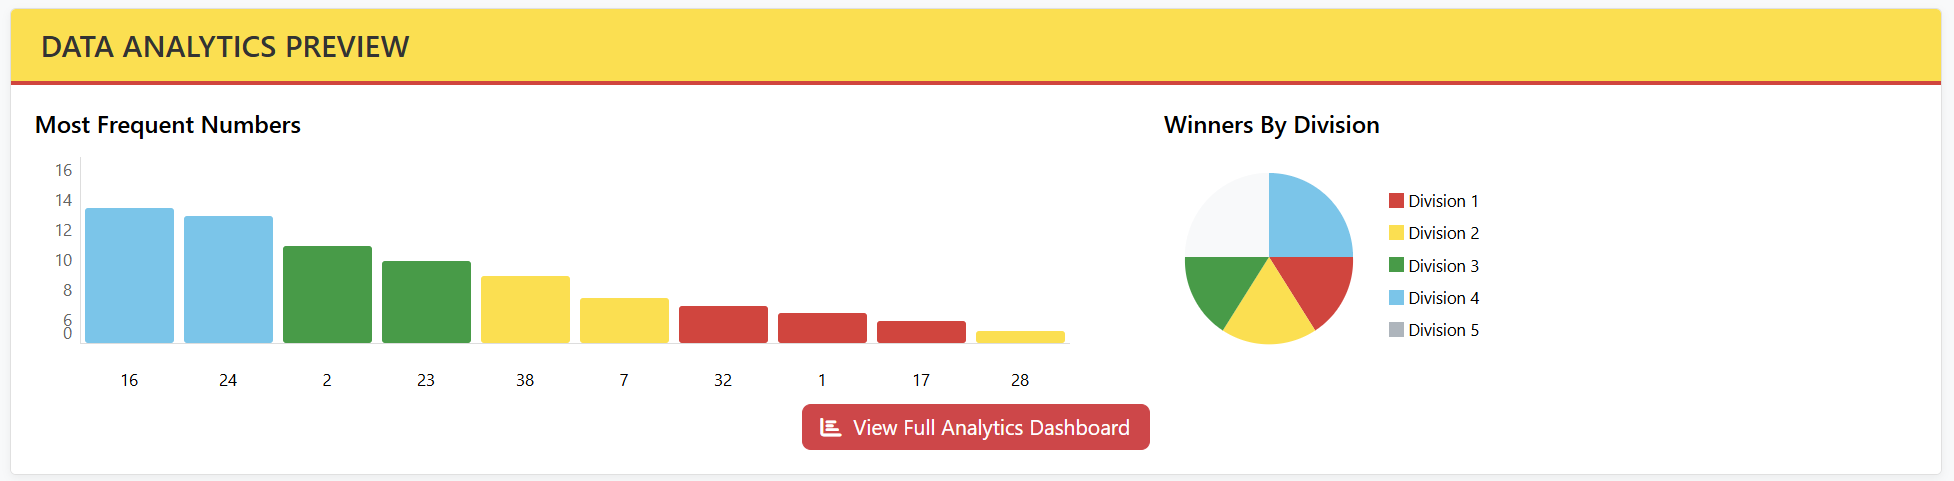 DATA ANALYTICS PREVIEW
Most Frequent Numbers
16
14
12
10
8
6
0
16 24 2 23 38 7 32 1 17 28
Winners By Division
Division 1
Division 2
Division 3
Division 4
Division 5
View Full Analytics Dashboard